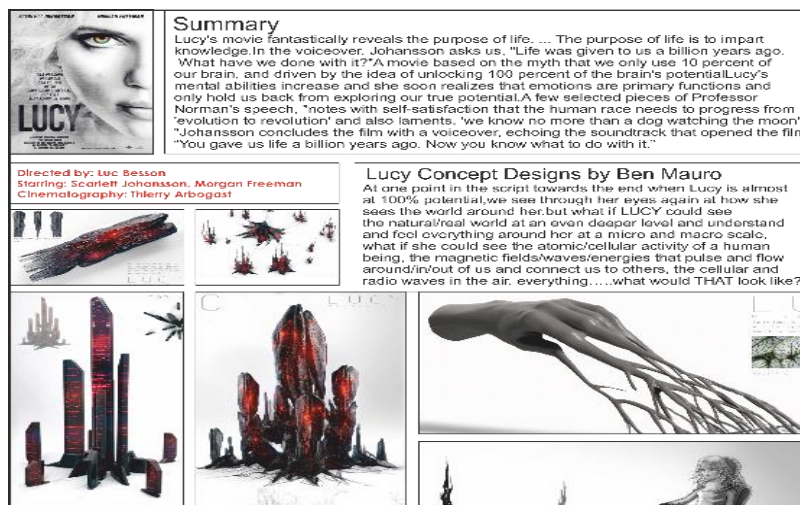 LUCY
Summary
Lucy's movie fantastically reveals the purpose of life. ... The purpose of life is to impart
knowledge.In the voiceover, Johansson asks us, "Life was given to us a billion years ago.
What have we done with it?"A movie based on the myth that we only use 10 percent of
our brain, and driven by the idea of unlocking 100 percent of the brain's potentialLucy's
mental abilities increase and she soon realizes that emotions are primary functions and
only hold us back from exploring our true potential.A few selected pieces of Professor
Norman's speech, "notes with self-satisfaction that the human race needs to progress from
'evolution to revolution' and also laments, 'we know no more than a dog watching the moon'
"Johansson concludes the film with a voiceover, echoing the soundtrack that opened the film
"You gave us life a billion years ago. Now you know what to do with it."
Directed by: Luc Besson
Starring: Scarlett Johansson, Morgan Freeman
Cinematography: Thierry Arbogast
Lucy Concept Designs by Ben Mauro
At one point in the script towards the end when Lucy is almost
at 100% potential,we see through her eyes again at how she
sees the world around her.but what if LUCY could see
the natural/real world at an even deeper level and understand
and feel everything around her at a micro and macro scale,
what if she could see the atomic/cellular activity of a human
being, the magnetic fields/waves/energies that pulse and flow
around/in/out of us and connect us to others, the cellular and
radio waves in the air, everything.....what would THAT look like?
C
LUCY
LU